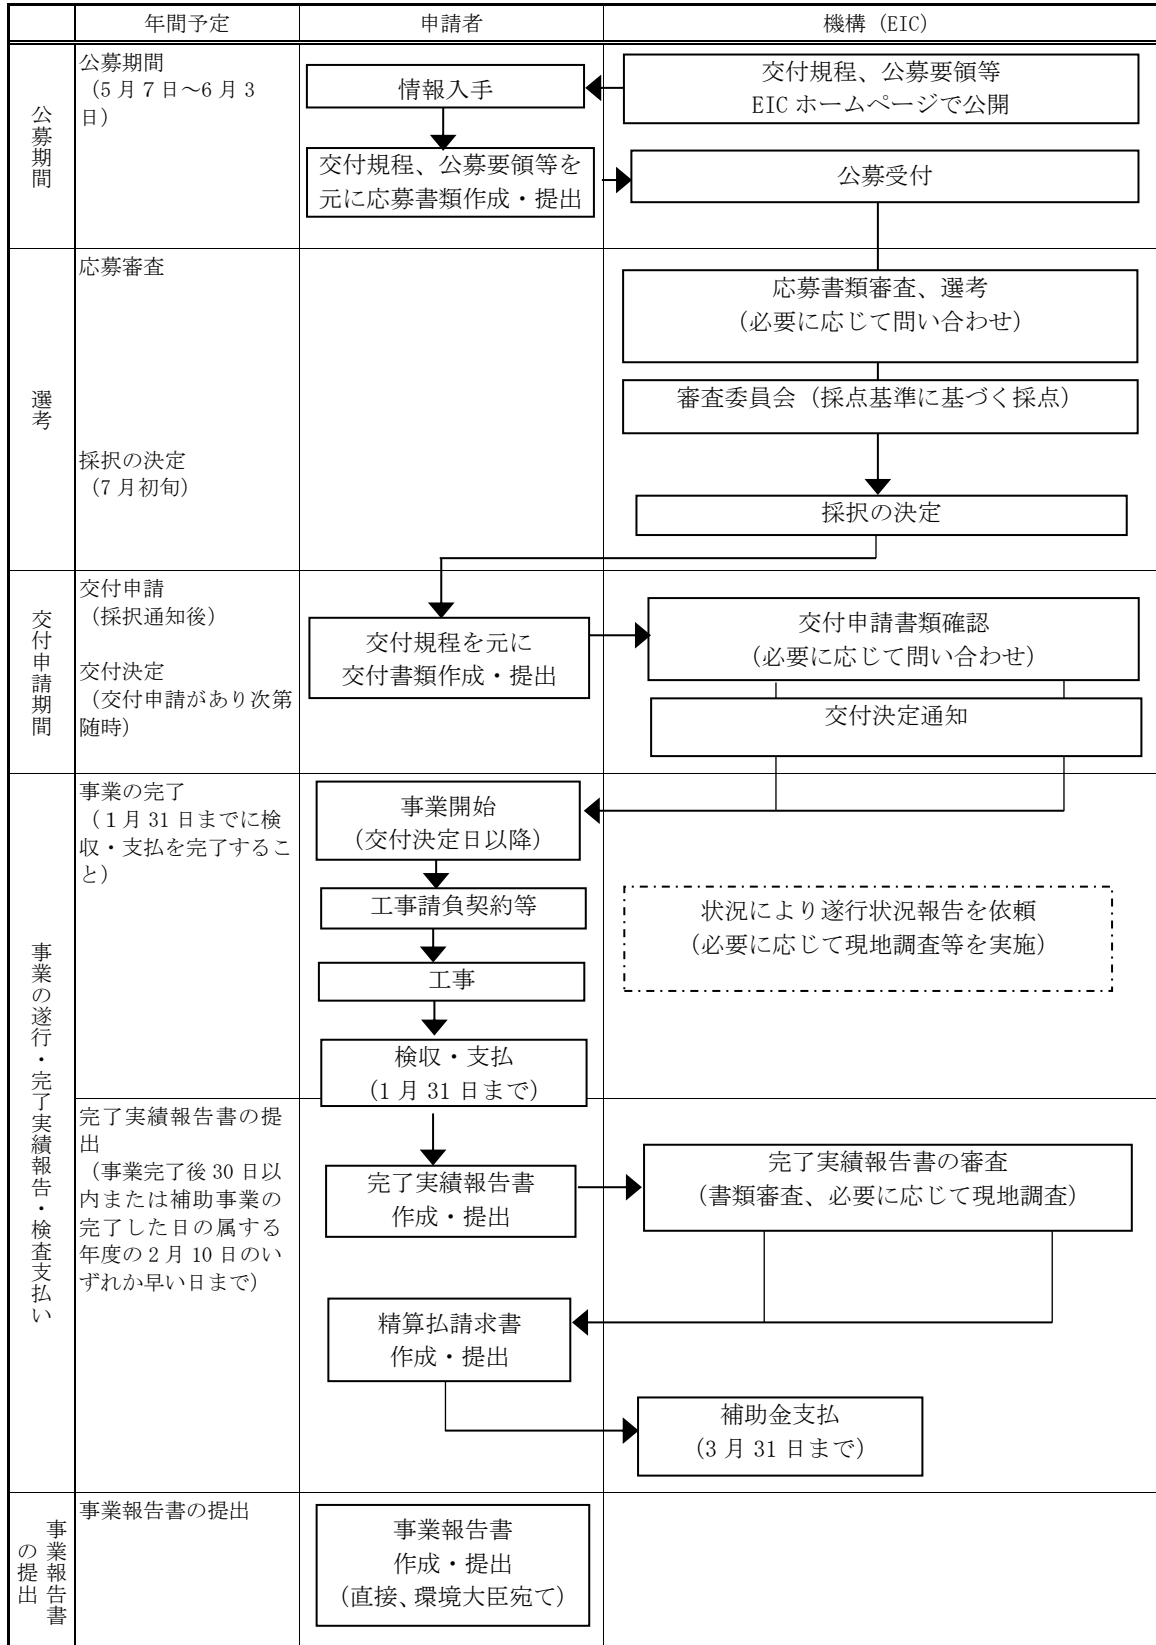 年間予定
申請者
機構（EIC）
公募期間
公募期間
（5月７日～6月3
日）
情報入手
交付規程、公募要領等
EICホームページで公開
交付規程、公募要領等を
元に応募書類作成・提出
公募受付
選考
応募審査
応募書類審査、選考
（必要に応じて問い合わせ）
審査委員会（採点基準に基づく採点）
採択の決定
（7月初旬）
採択の決定
交付申請期間
交付申請
（採択通知後）
交付決定
（交付申請があり次第
随時）
交付規程を元に
交付書類作成・提出
交付申請書類確認
（必要に応じて問い合わせ）
交付決定通知
事業の遂行・完了実績報告・検査支払い
事業の完了
（１月31日までに検
収・支払を完了するこ
と）
事業開始
（交付決定日以降）
工事請負契約等
工事
検収・支払
（1月31日まで）
状況により遂行状況報告を依頼
（必要に応じて現地調査等を実施）
完了実績報告書の提
出
（事業完了後30日以
内または補助事業の
完了した日の属する
年度の2月10日のい
ずれか早い日まで）
完了実績報告書
作成・提出
完了実績報告書の審査
（書類審査、必要に応じて現地調査）
精算払請求書
作成・提出
補助金支払
（3月31日まで）
事業報告書
の提出
事業報告書の提出
事業報告書
作成・提出
（直接、環境大臣宛て）